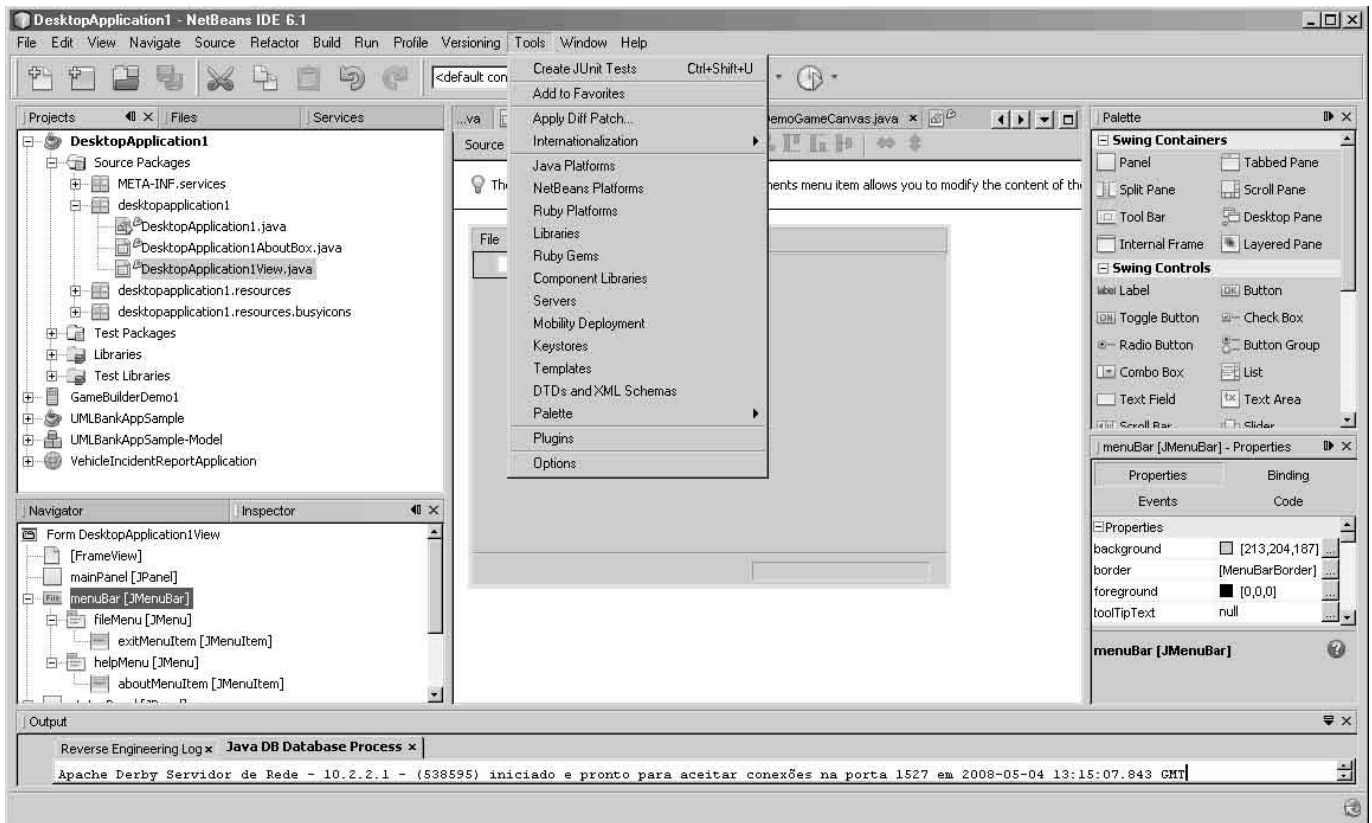 DesktopApplication1 - NetBeans IDE 6.1
File Edit View Navigate Source Refactor Build Run Profile Versioning Tools Window Help
<default con
Create JUnit Tests Ctrl+Shift+U
Add to Favorites
Apply Diff Patch...
Internationalization
Java Platforms
NetBeans Platforms
Ruby Platforms
Libraries
Ruby Gems
Component Libraries
Servers
Mobility Deployment
Keystores
Templates
DTDs and XML Schemas
Palette
Plugins
Options
Projects Files Services
DesktopApplication1
Source Packages
META-INF.services
desktopapplication1
DesktopApplication1.java
DesktopApplication1AboutBox.java
DesktopApplication1View.java
desktopapplication1.resources
desktopapplication1.resources.busyicons
Test Packages
Libraries
Test Libraries
GameBuilderDemo1
UMLBankAppSample
UMLBankAppSample-Model
VehicleIncidentReportApplication
Navigator Inspector
Form DesktopApplication1View
[FrameView]
mainPanel [JPanel]
menuBar [JMenuBar]
fileMenu [JMenu]
exitMenuItem [JMenuItem]
helpMenu [JMenu]
aboutMenuItem [JMenuItem]
...va emoGameCanvas.java
Source
The ents menu item allows you to modify the content of the
File
Palette
Swing Containers
Panel Tabbed Pane
Split Pane Scroll Pane
Tool Bar Desktop Pane
Internal Frame Layered Pane
Swing Controls
label Label OK Button
ON Toggle Button Check Box
Radio Button Button Group
Combo Box List
Text Field tx Text Area
Scroll Bar Slider
menuBar [JMenuBar] - Properties
Properties Binding
Events Code
Properties
background [213,204,187] ...
border [MenuBarBorder] ...
foreground [0,0,0] ...
toolTipText null ...
menuBar [JMenuBar]
Output
Reverse Engineering Log Java DB Database Process
Apache Derby Servidor de Rede - 10.2.2.1 - (538595) iniciado e pronto para aceitar conexões na porta 1527 em 2008-05-04 13:15:07.843 GMT